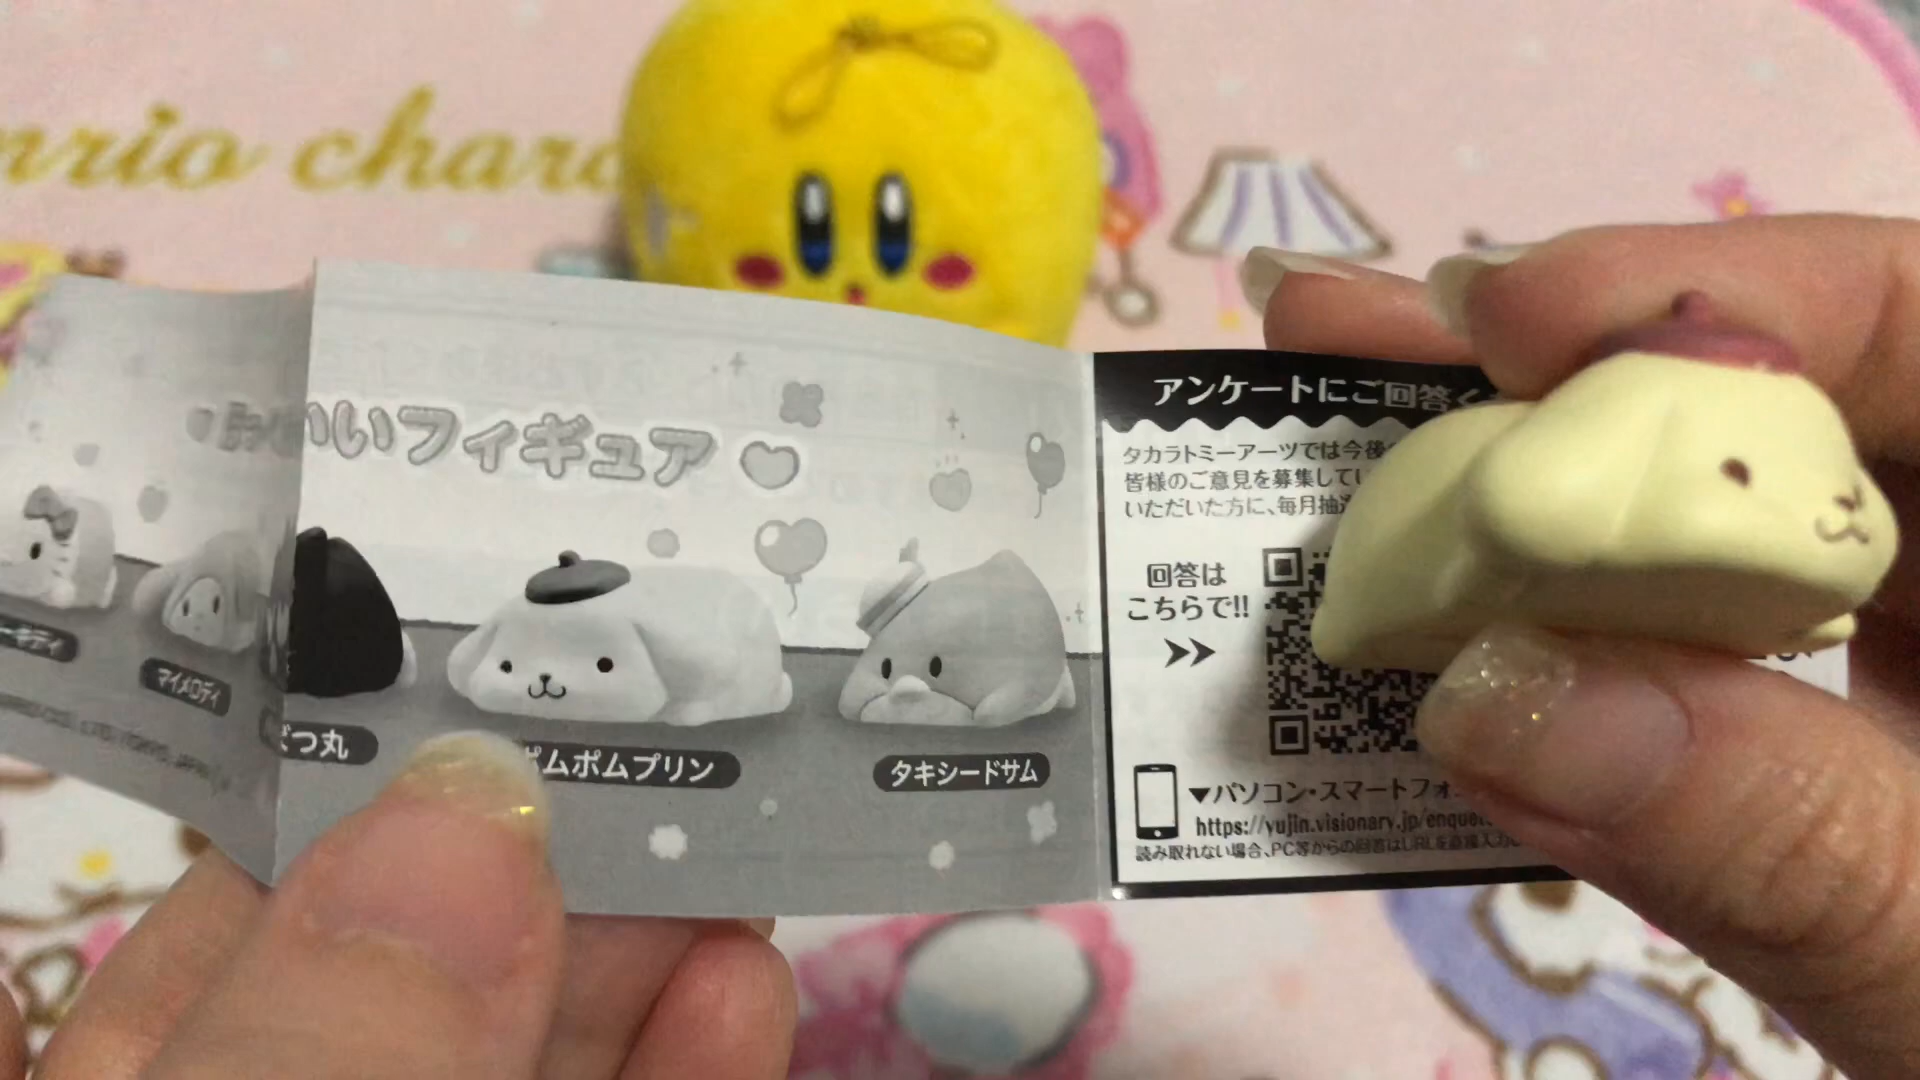 nrio chara
いいフィギュア
マイメロディ
つ丸
ポムポムプリン
タキシードサム
アンケートにご回答く
タカラトミーアーツでは今後
皆様のご意見を募集してい
いただいた方に、毎月抽選
回答は
こちらで!!
▼パソコン・スマートフォ
https://yujin.visionary.jp/enquet
読み取れない場合、PC等からの回答はURLを直接入力